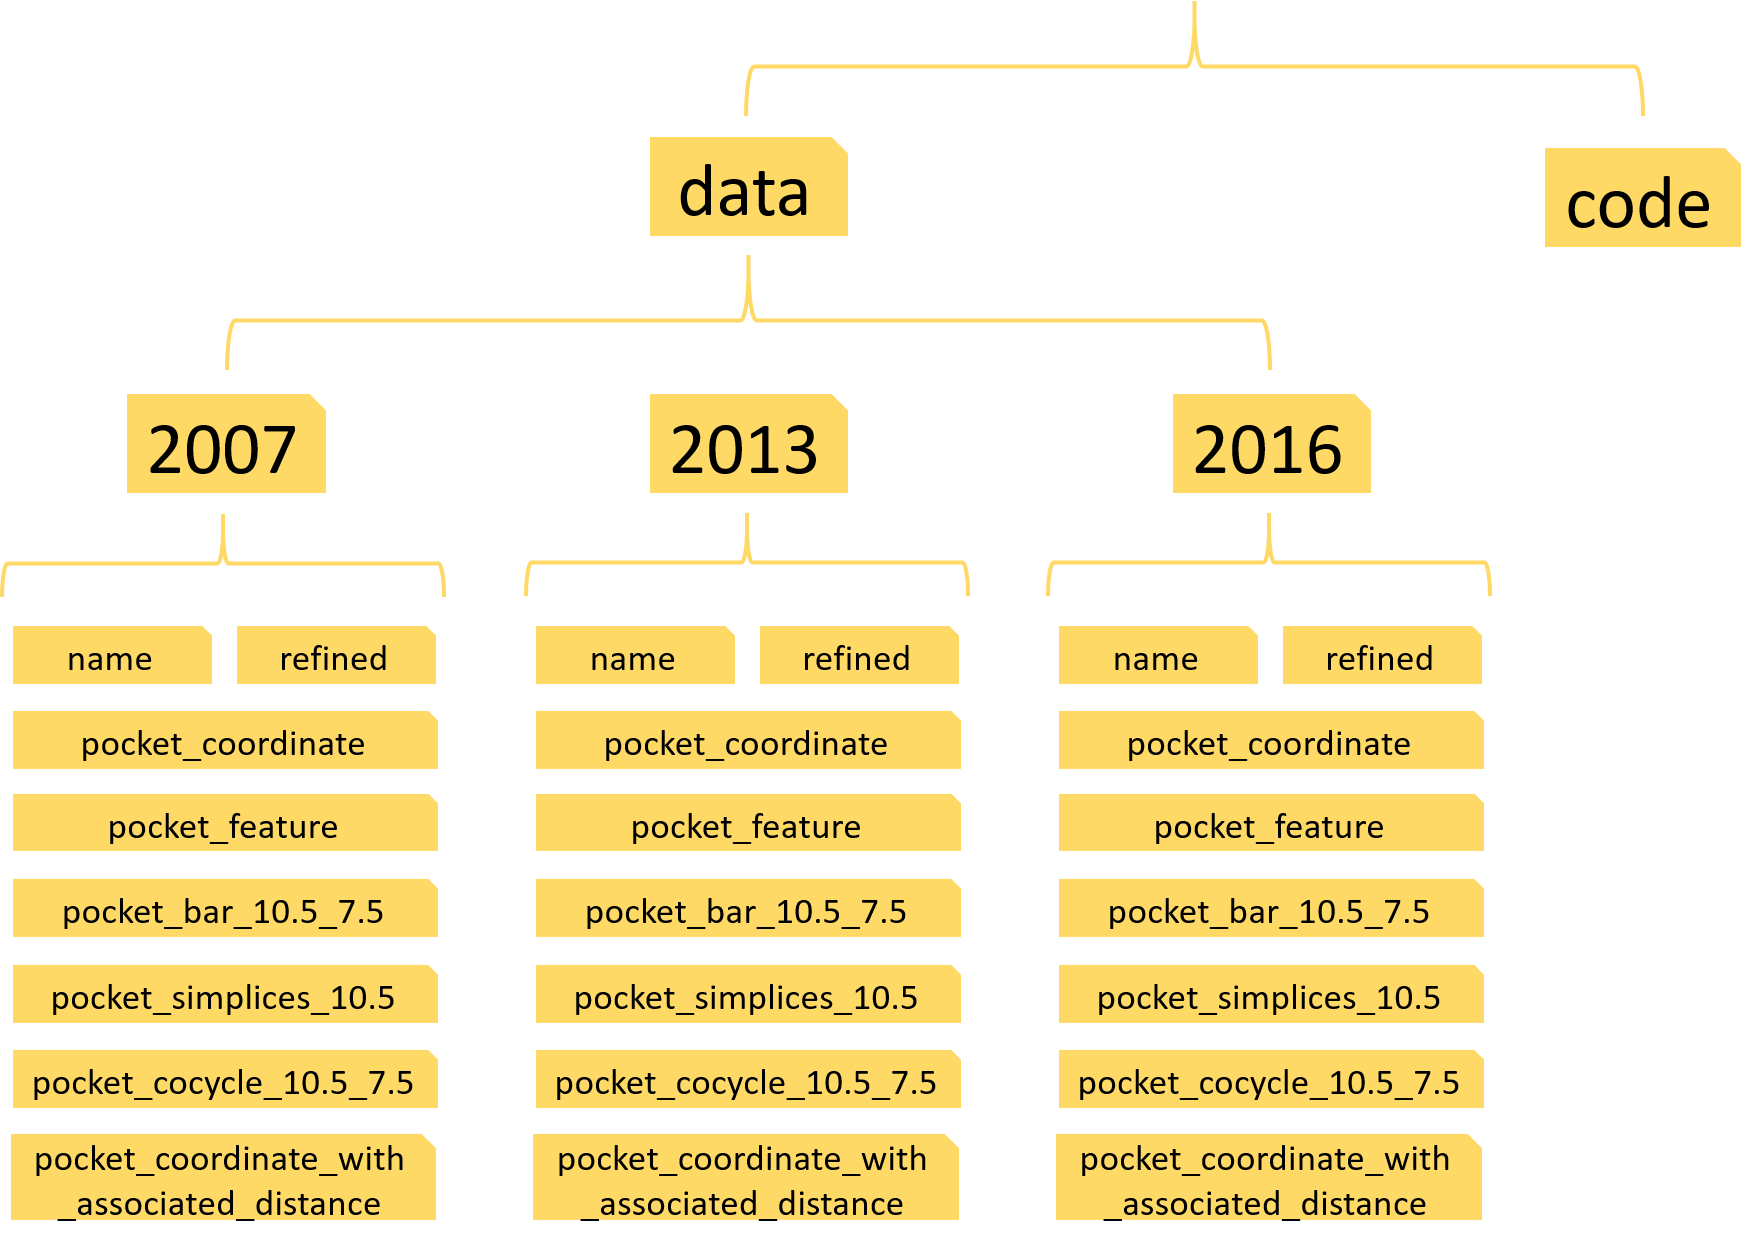 data
code
2007
2013
2016
name
refined
name
refined
name
refined
pocket_coordinate
pocket_coordinate
pocket_coordinate
pocket_feature
pocket_feature
pocket_feature
pocket_bar_10.5_7.5
pocket_bar_10.5_7.5
pocket_bar_10.5_7.5
pocket_simplices_10.5
pocket_simplices_10.5
pocket_simplices_10.5
pocket_cocycle_10.5_7.5
pocket_cocycle_10.5_7.5
pocket_cocycle_10.5_7.5
pocket_coordinate_with
_associated_distance
pocket_coordinate_with
_associated_distance
pocket_coordinate_with
_associated_distance